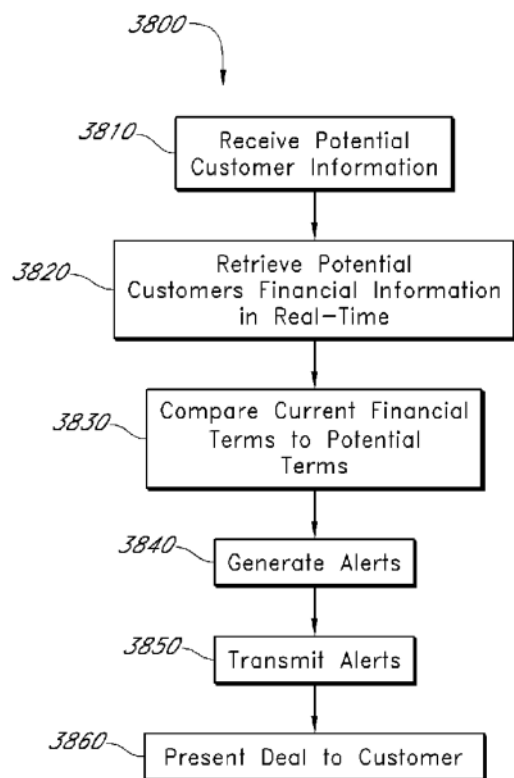 3800
3810
Receive Potential
Customer Information
3820
Retrieve Potential
Customers Financial Information
in Real-Time
3830
Compare Current Financial
Terms to Potential
Terms
3840
Generate Alerts
3850
Transmit Alerts
3860
Present Deal to Customer